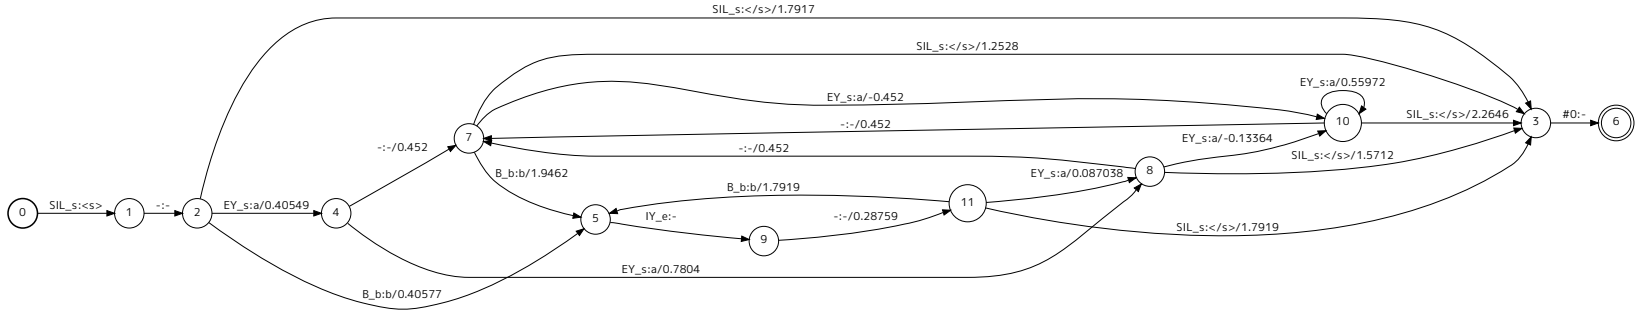 SIL_s:</s>/1.7917
SIL_s:</s>/1.2528
EY_s:a/0.55972
EY_s:a/-0.452
-:-/0.452
10
SIL_s:</s>/2.2646
3
#0:-
6
7
-:-/0.452
-:-/0.452
EY_s:a/-0.13364
SIL_s:</s>/1.5712
B_b:b/1.9462
EY_s:a/0.087038
8
B_b:b/1.7919
11
0
SIL_s:<s>
1
-:-
2
EY_s:a/0.40549
4
5
IY_e:-
-:-/0.28759
9
SIL_s:</s>/1.7919
EY_s:a/0.7804
B_b:b/0.40577